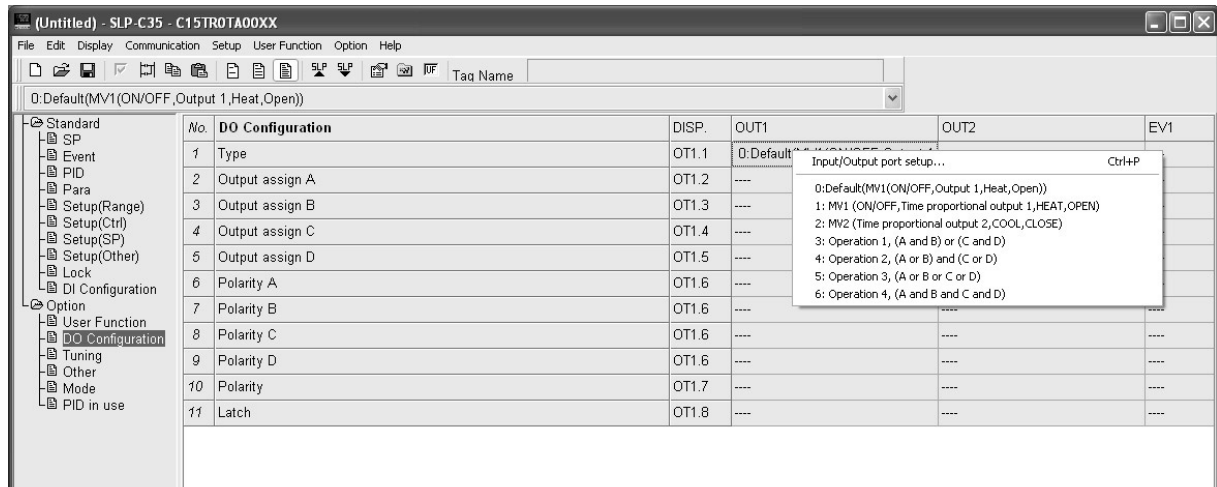 (Untitled) - SLP-C35 - C15TR0TA00XX
File Edit Display Communication Setup User Function Option Help
SLP SLP UF Tag Name
0:Default(MV1(ON/OFF,Output 1,Heat,Open))
Standard
SP
Event
PID
Para
Setup(Range)
Setup(Ctrl)
Setup(SP)
Setup(Other)
Lock
DI Configuration
Option
User Function
DO Configuration
Tuning
Other
Mode
PID in use
No. DO Configuration DISP. OUT1 OUT2 EV1
1 Type OT1.1 0:Default
2 Output assign A OT1.2 ----
3 Output assign B OT1.3 ----
4 Output assign C OT1.4 ----
5 Output assign D OT1.5 ----
6 Polarity A OT1.6 ----
7 Polarity B OT1.6 ---- ---- ----
8 Polarity C OT1.6 ---- ---- ----
9 Polarity D OT1.6 ---- ---- ----
10 Polarity OT1.7 ---- ---- ----
11 Latch OT1.8 ---- ---- ----
Input/Output port setup... Ctrl+P
0:Default(MV1(ON/OFF,Output 1,Heat,Open))
1: MV1 (ON/OFF,Time proportional output 1,HEAT,OPEN)
2: MV2 (Time proportional output 2,COOL,CLOSE)
3: Operation 1, (A and B) or (C and D)
4: Operation 2, (A or B) and (C or D)
5: Operation 3, (A or B or C or D)
6: Operation 4, (A and B and C and D)